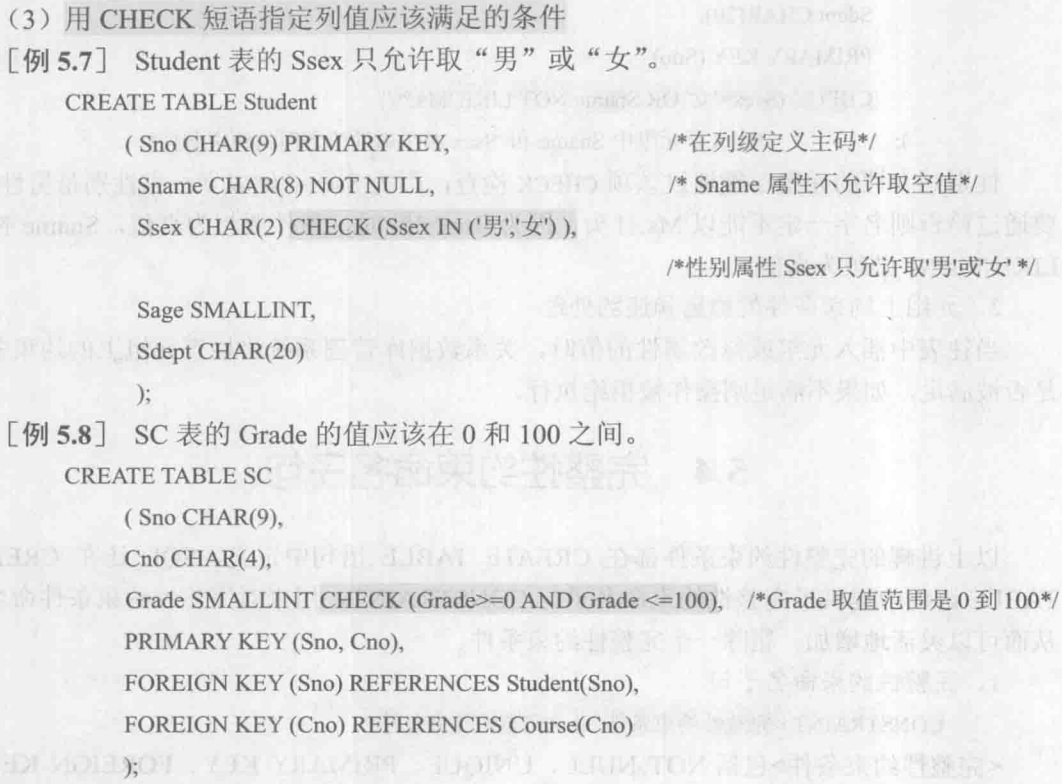 （3）用 CHECK 短语指定列值应该满足的条件
［例 5.7］ Student 表的 Ssex 只允许取“男”或“女”。
CREATE TABLE Student
( Sno CHAR(9) PRIMARY KEY, /*在列级定义主码*/
Sname CHAR(8) NOT NULL, /* Sname 属性不允许取空值*/
Ssex CHAR(2) CHECK (Ssex IN ('男','女') ),
/*性别属性 Ssex 只允许取'男'或'女' */
Sage SMALLINT,
Sdept CHAR(20)
);
［例 5.8］ SC 表的 Grade 的值应该在 0 和 100 之间。
CREATE TABLE SC
( Sno CHAR(9),
Cno CHAR(4),
Grade SMALLINT CHECK (Grade>=0 AND Grade <=100), /*Grade 取值范围是 0 到100*/
PRIMARY KEY (Sno, Cno),
FOREIGN KEY (Sno) REFERENCES Student(Sno),
FOREIGN KEY (Cno) REFERENCES Course(Cno)
);